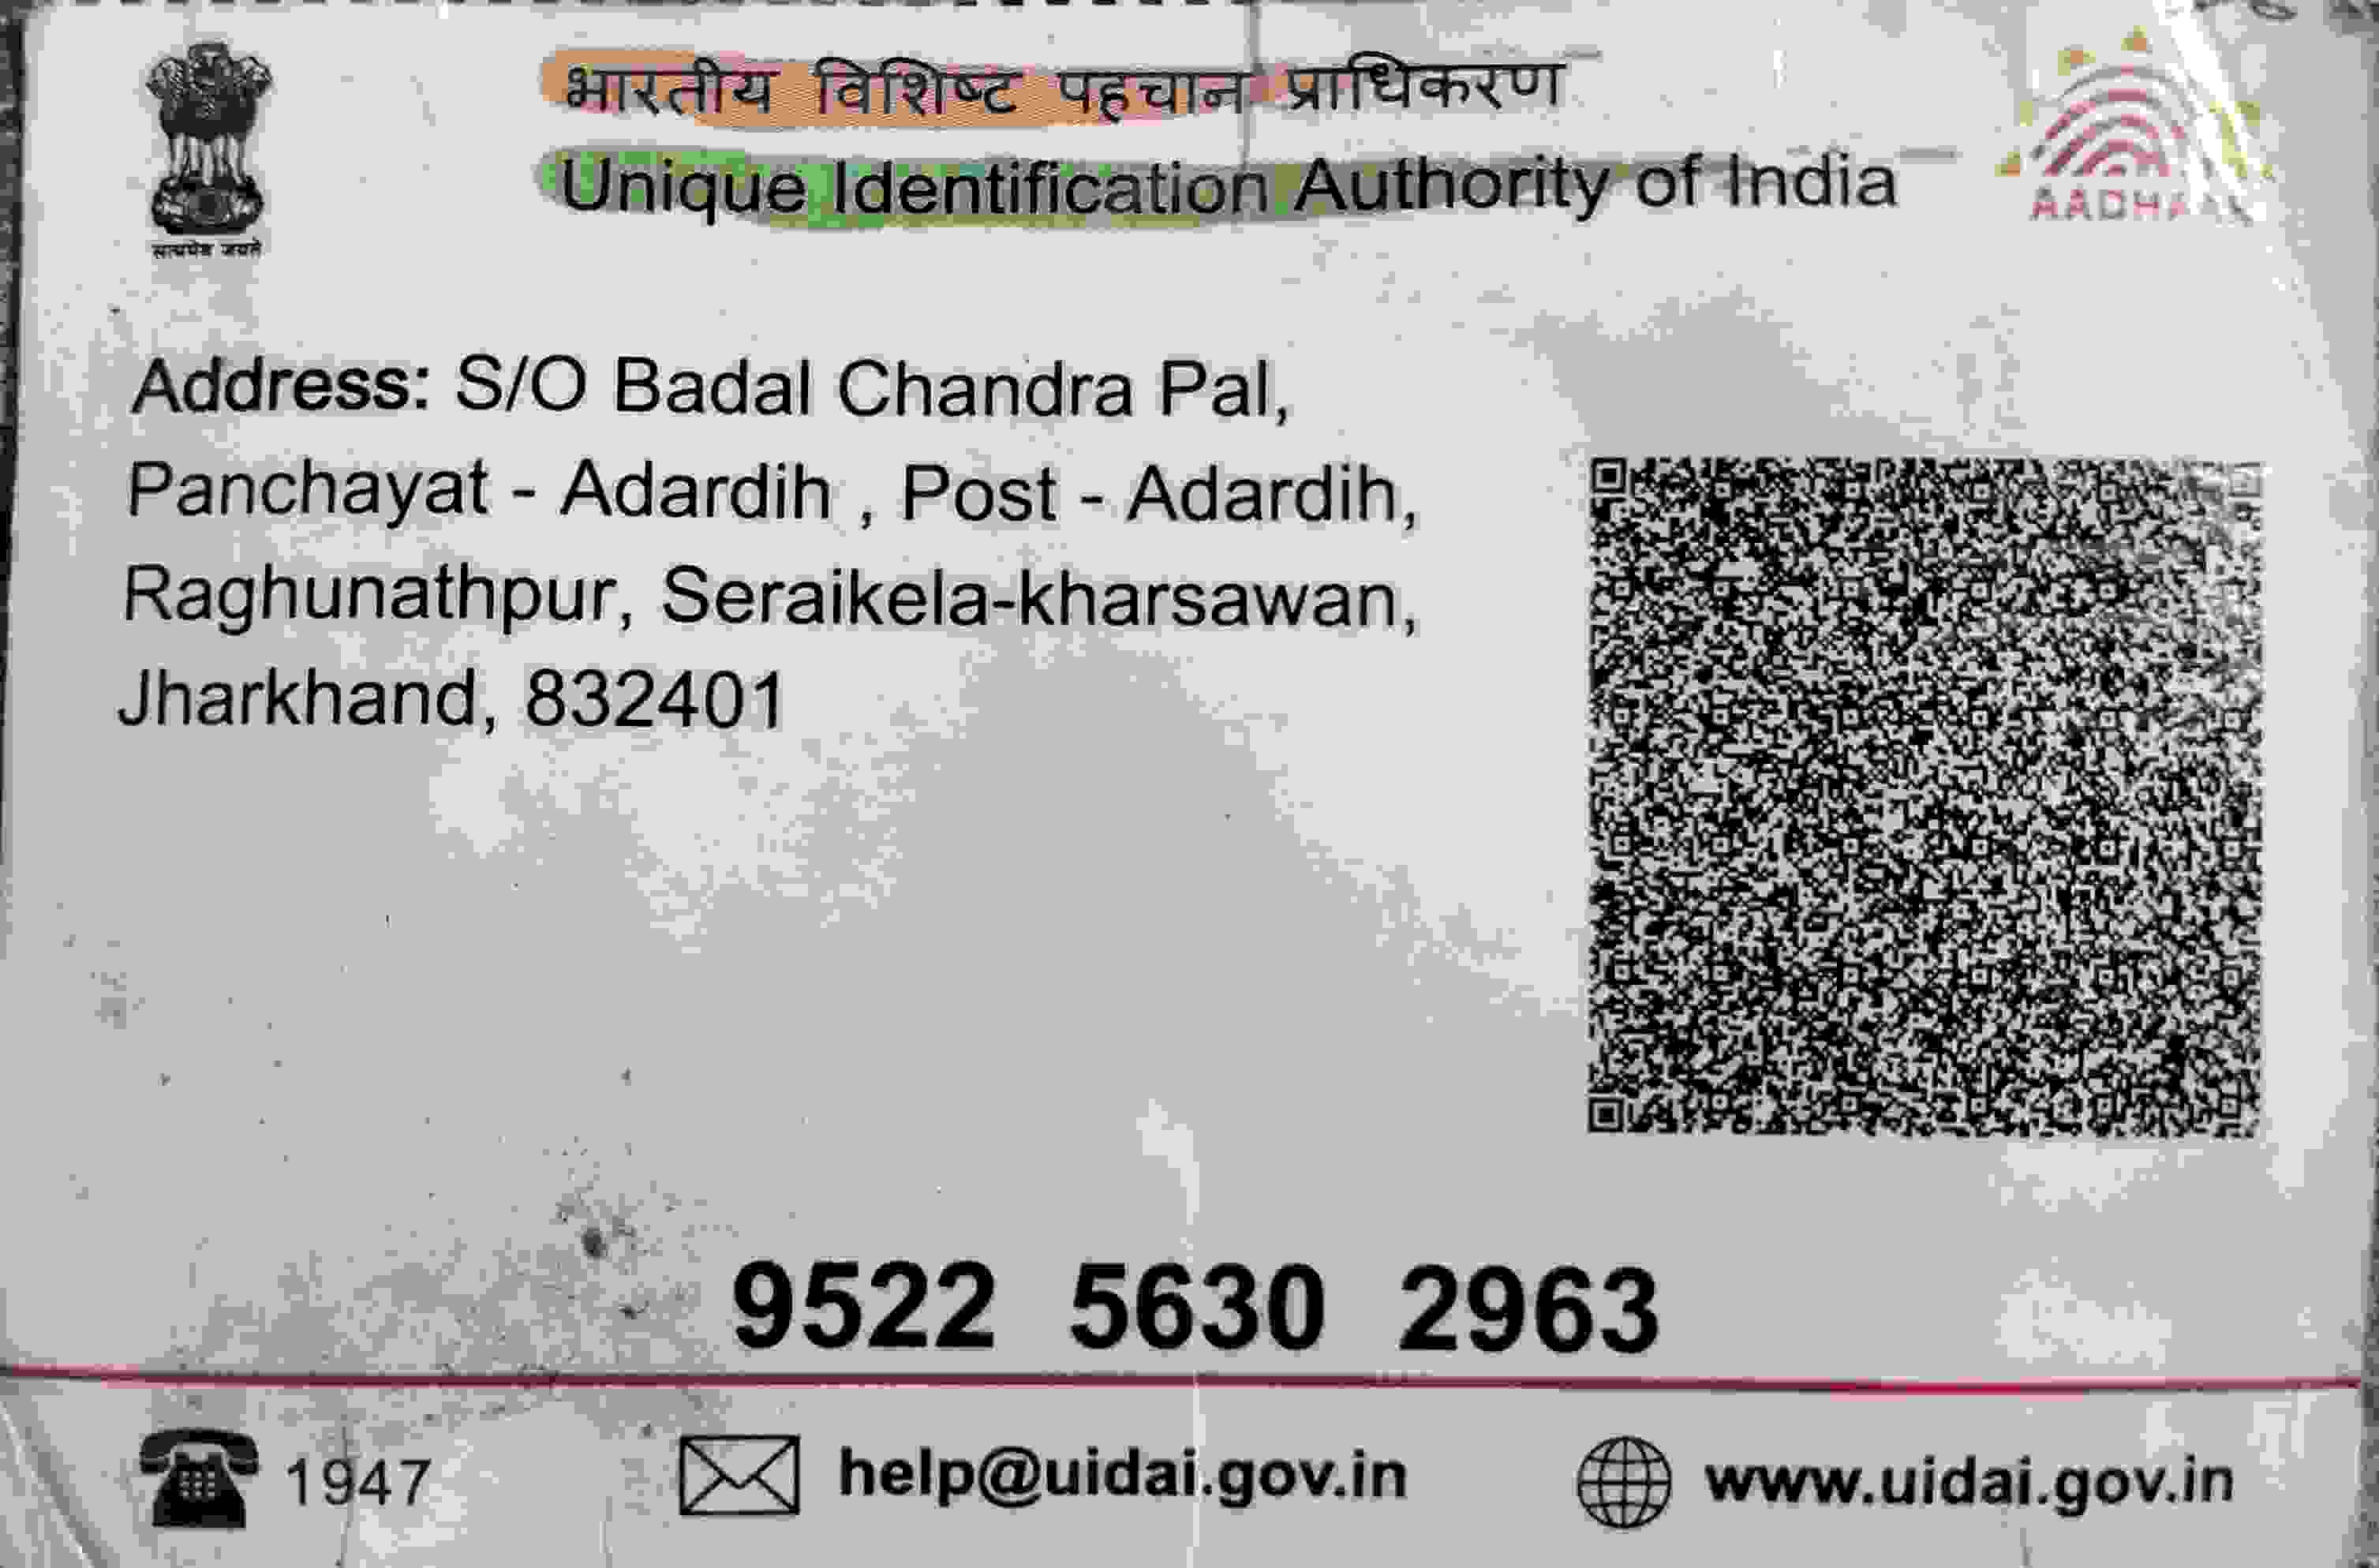 भारतीय विशिष्ट पहचान प्राधिकरण
Unique Identification Authority of India
सत्यमेव जयते
AADHAAR
Address: S/O Badal Chandra Pal,
Panchayat - Adardih , Post - Adardih,
Raghunathpur, Seraikela-kharsawan,
Jharkhand, 832401
9522 5630 2963
1947
help@uidai.gov.in
www.uidai.gov.in